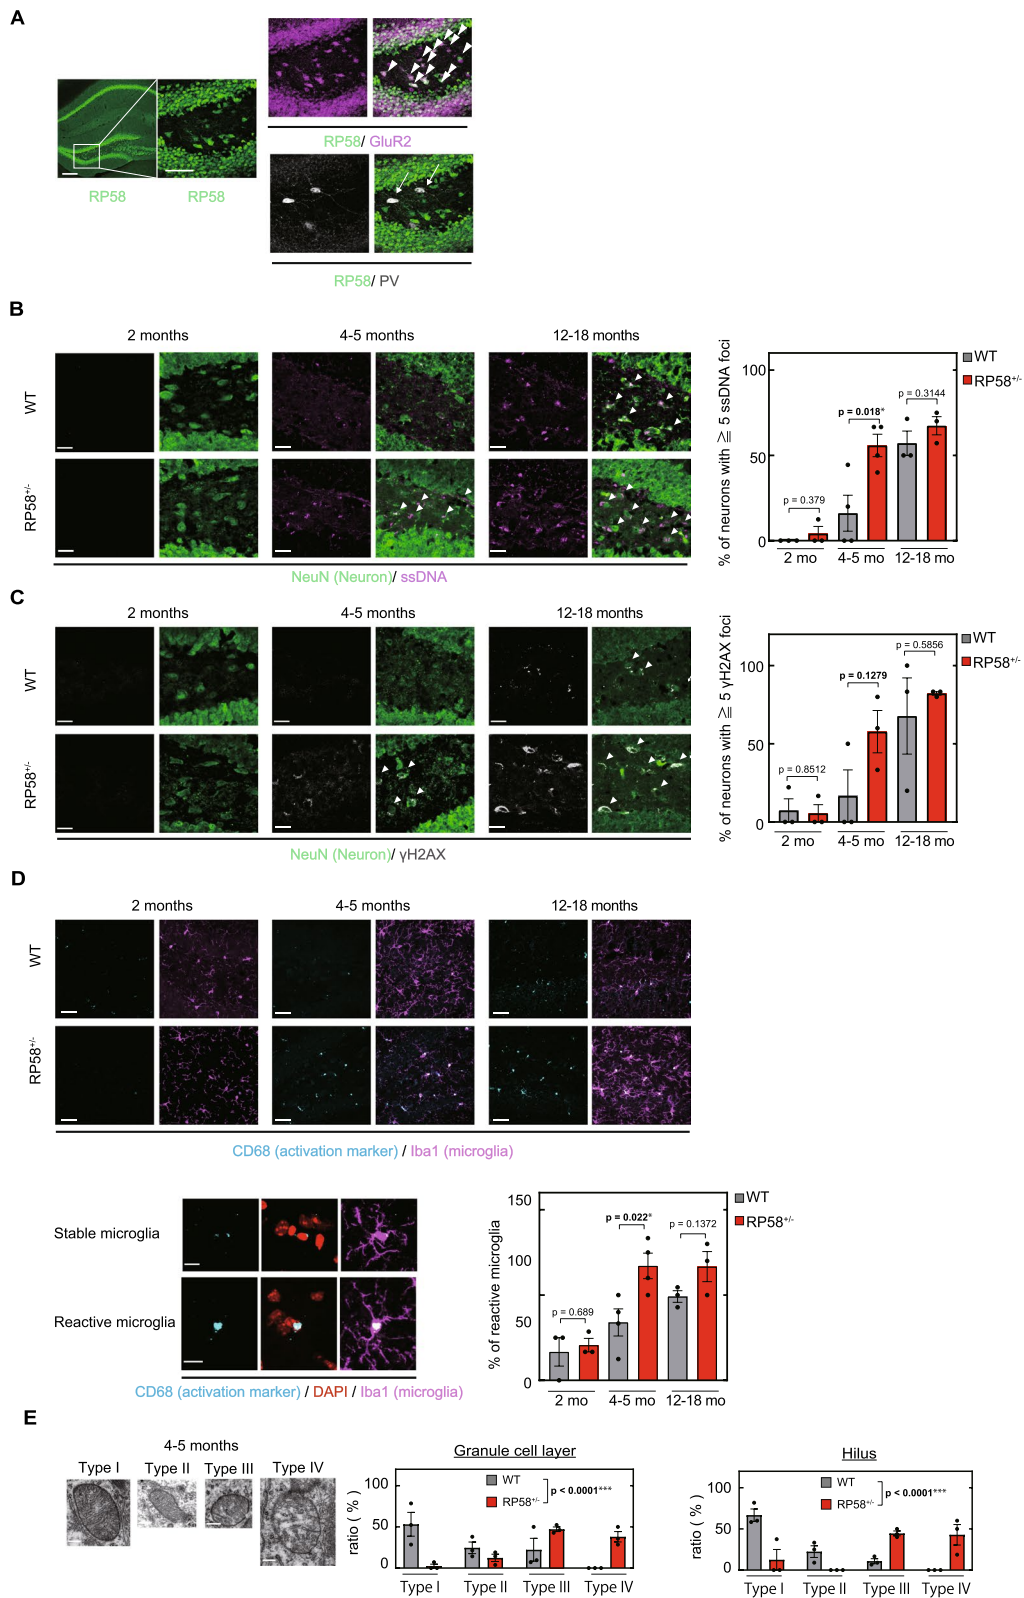 A
RP58
RP58
RP58/ GluR2
RP58/ PV
B
2 months
4-5 months
12-18 months
WT
RP58+/-
NeuN (Neuron)/ ssDNA
% of neurons with ≧ 5 ssDNA foci
100
50
0
p = 0.379
p = 0.018*
p = 0.3144
2 mo
4-5 mo
12-18 mo
WT
RP58+/-
C
2 months
4-5 months
12-18 months
WT
RP58+/-
NeuN (Neuron)/ γH2AX
% of neurons with ≧ 5 γH2AX foci
100
50
0
p = 0.8512
p = 0.1279
p = 0.5856
2 mo
4-5 mo
12-18 mo
WT
RP58+/-
D
2 months
4-5 months
12-18 months
WT
RP58+/-
CD68 (activation marker) / Iba1 (microglia)
Stable microglia
Reactive microglia
CD68 (activation marker) / DAPI / Iba1 (microglia)
% of reactive microglia
150
100
50
0
p = 0.689
p = 0.022*
p = 0.1372
2 mo
4-5 mo
12-18 mo
WT
RP58+/-
E
4-5 months
Type I
Type II
Type III
Type IV
Granule cell layer
ratio ( % )
100
50
0
WT
RP58+/-
p < 0.0001***
Type I
Type II
Type III
Type IV
Hilus
ratio ( % )
100
50
0
WT
RP58+/-
p < 0.0001***
Type I
Type II
Type III
Type IV